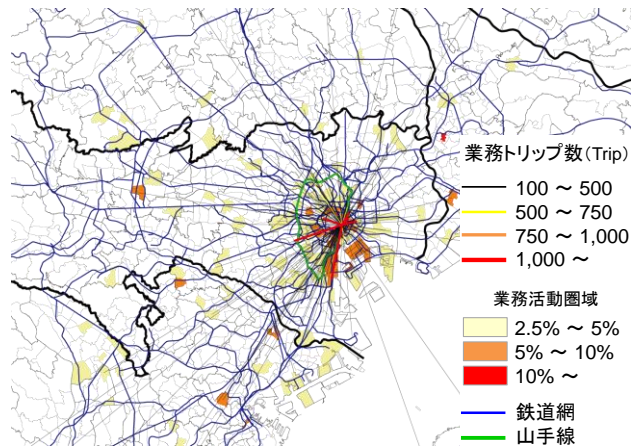 業務トリップ数(Trip)
100 ~ 500
500 ~ 750
750 ~ 1,000
1,000 ~
業務活動圏域
2.5% ~ 5%
5% ~ 10%
10% ~
鉄道網
山手線